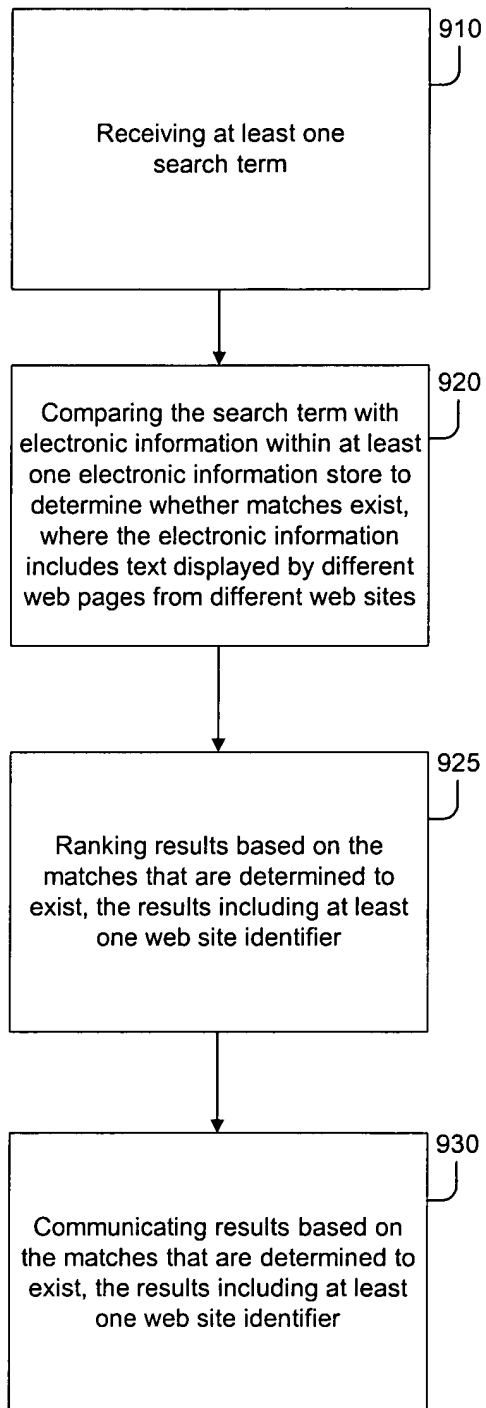 910
Receiving at least one
search term
920
Comparing the search term with
electronic information within at least
one electronic information store to
determine whether matches exist,
where the electronic information
includes text displayed by different
web pages from different web sites
925
Ranking results based on the
matches that are determined to
exist, the results including at least
one web site identifier
930
Communicating results based on
the matches that are determined to
exist, the results including at least
one web site identifier